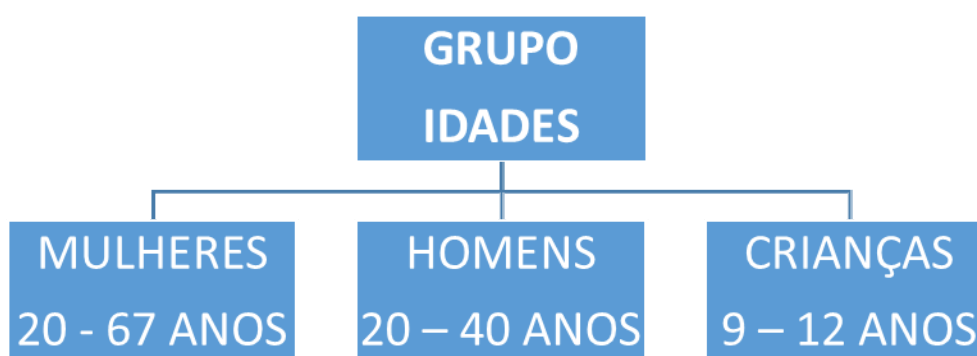 GRUPO
IDADES
MULHERES
20 - 67 ANOS
HOMENS
20 – 40 ANOS
CRIANÇAS
9 – 12 ANOS